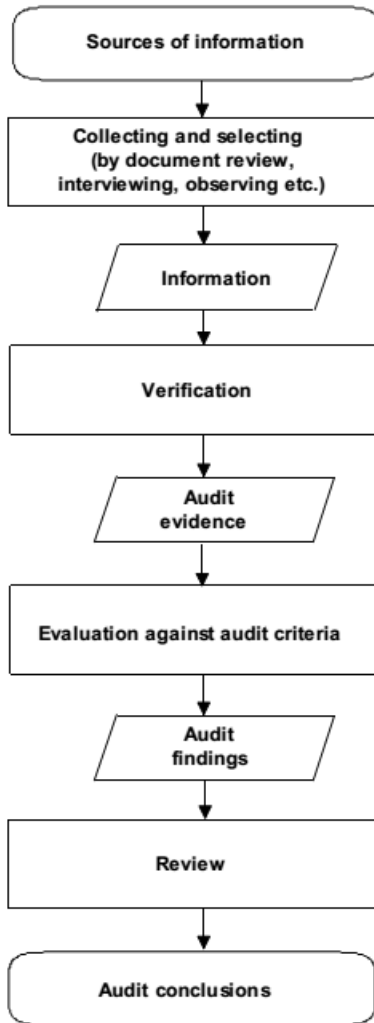 Sources of information
Collecting and selecting
(by document review,
interviewing, observing etc.)
Information
Verification
Audit
evidence
Evaluation against audit criteria
Audit
findings
Review
Audit conclusions